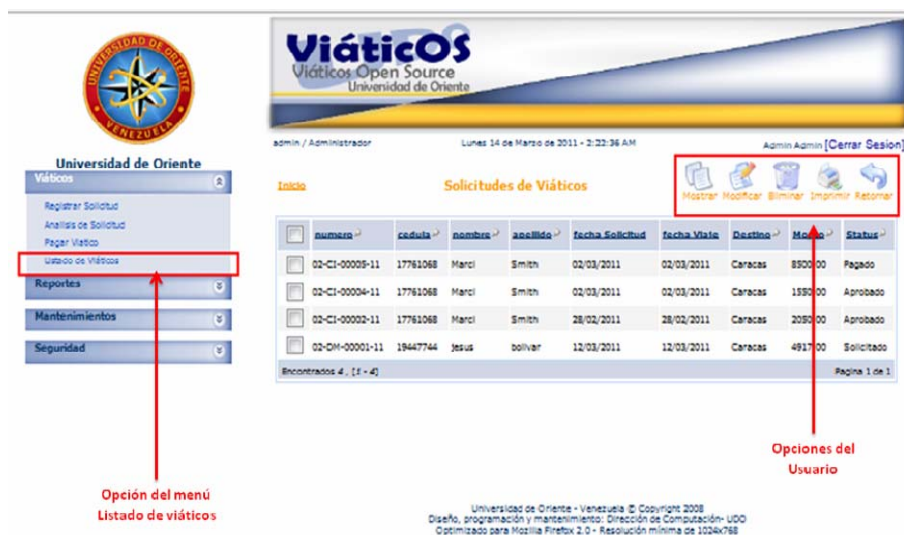 UNIVERSIDAD DE ORIENTE
VENEZUELA
Universidad de Oriente
ViáticOS
Viáticos Open Source
Univenidad de Oriente
admin / Administrador Lunes 14 de Marzo de 2011 - 2:22:36 AM Admin Admin [Cerrar Sesion]
Viáticos
Registrar Solicitud
Analisis de Solicitud
Pagar Viatico
Listado de Viáticos
Reportes
Mantenimientos
Seguridad
Inicio Solicitudes de Viáticos
Mostrar Modificar Eliminar Imprimir Retornar
numero cedula nombre apellido fecha Solicitud fecha Viaje Destino Monto Status
02-CI-00005-11 17761068 Marci Smith 02/03/2011 02/03/2011 Caracas 8500.00 Pagado
02-CI-00004-11 17761068 Marci Smith 02/03/2011 02/03/2011 Caracas 1550.00 Aprobado
02-CI-00002-11 17761068 Marci Smith 28/02/2011 28/02/2011 Caracas 2050.00 Aprobado
02-DM-00001-11 19447744 jesus bolivar 12/03/2011 12/03/2011 Caracas 4917.00 Solicitado
Encontrados 4 , [1 - 4] Pagina 1 de 1
Opción del menú
Listado de viáticos
Opciones del
Usuario
Universidad de Oriente - Venezuela © Copyright 2008
Diseño, programación y mantenimiento: Dirección de Computación- UDO
Optimizado para Mozilla Firefox 2.0 - Resolución mínima de 1024x768